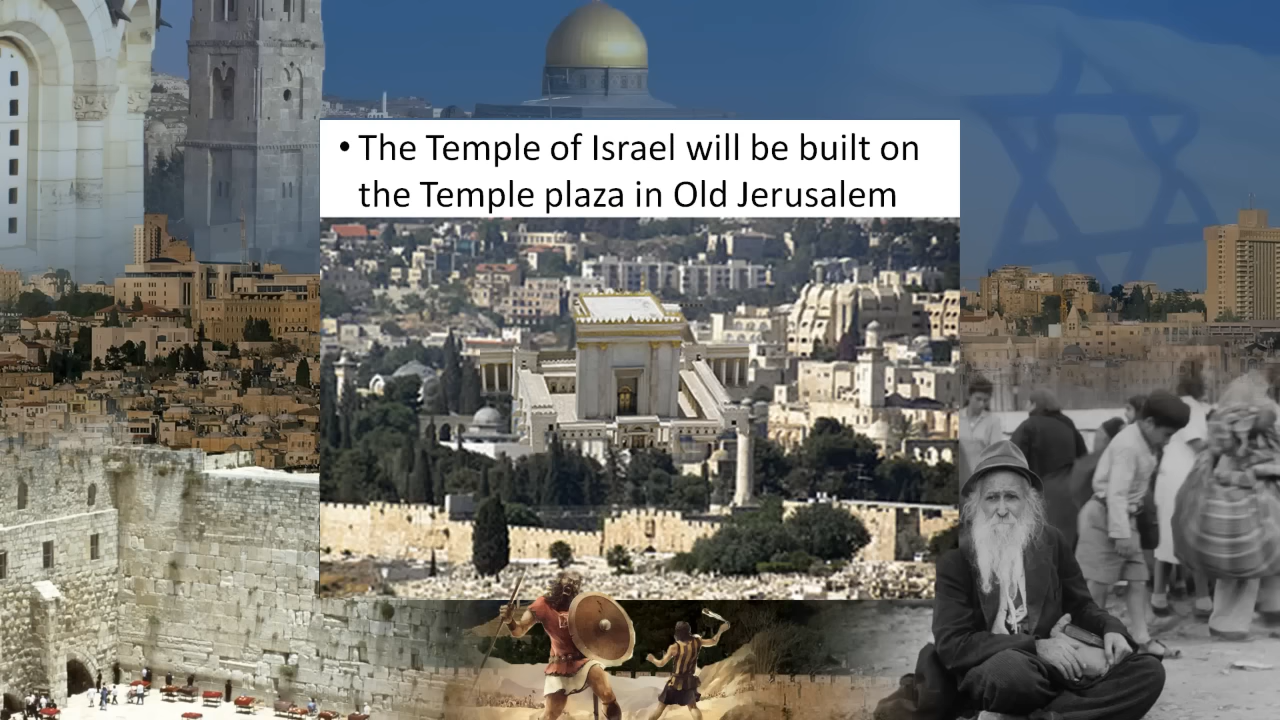 • The Temple of Israel will be built on
the Temple plaza in Old Jerusalem